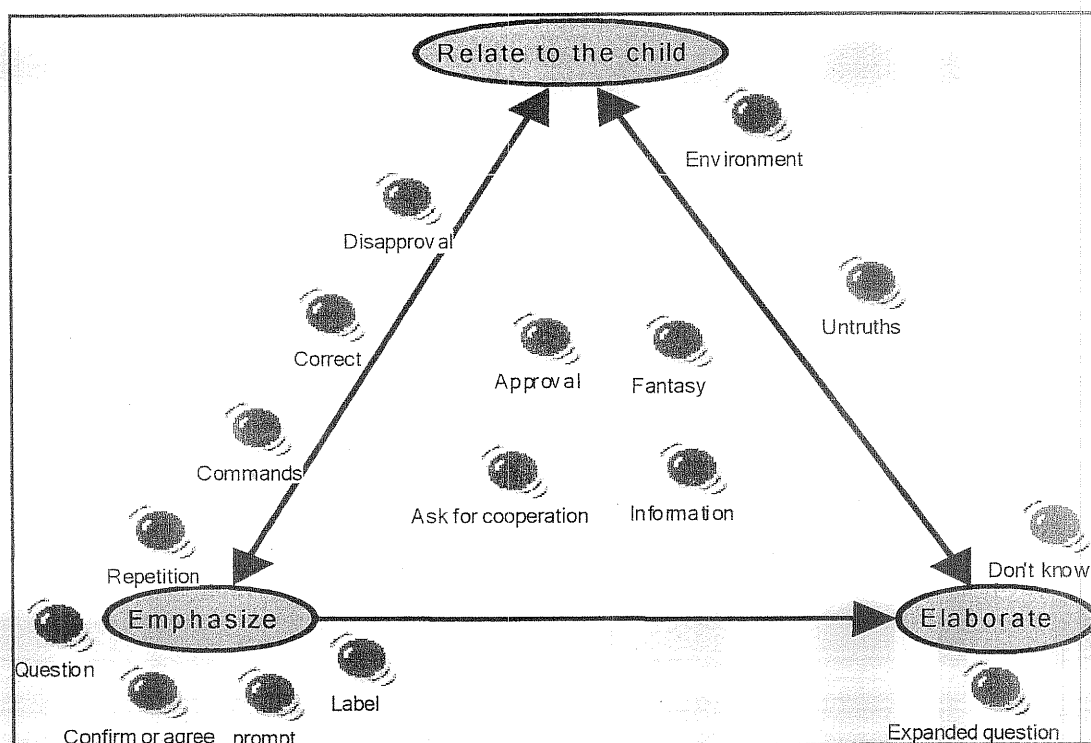 Relate to the child
Environment
Disapproval
Untruths
Correct
Approval
Fantasy
Commands
Ask for cooperation
Information
Repetition
Don't know
Emphasize
Elaborate
Question
Label
Confirm or agree
prompt
Expanded question